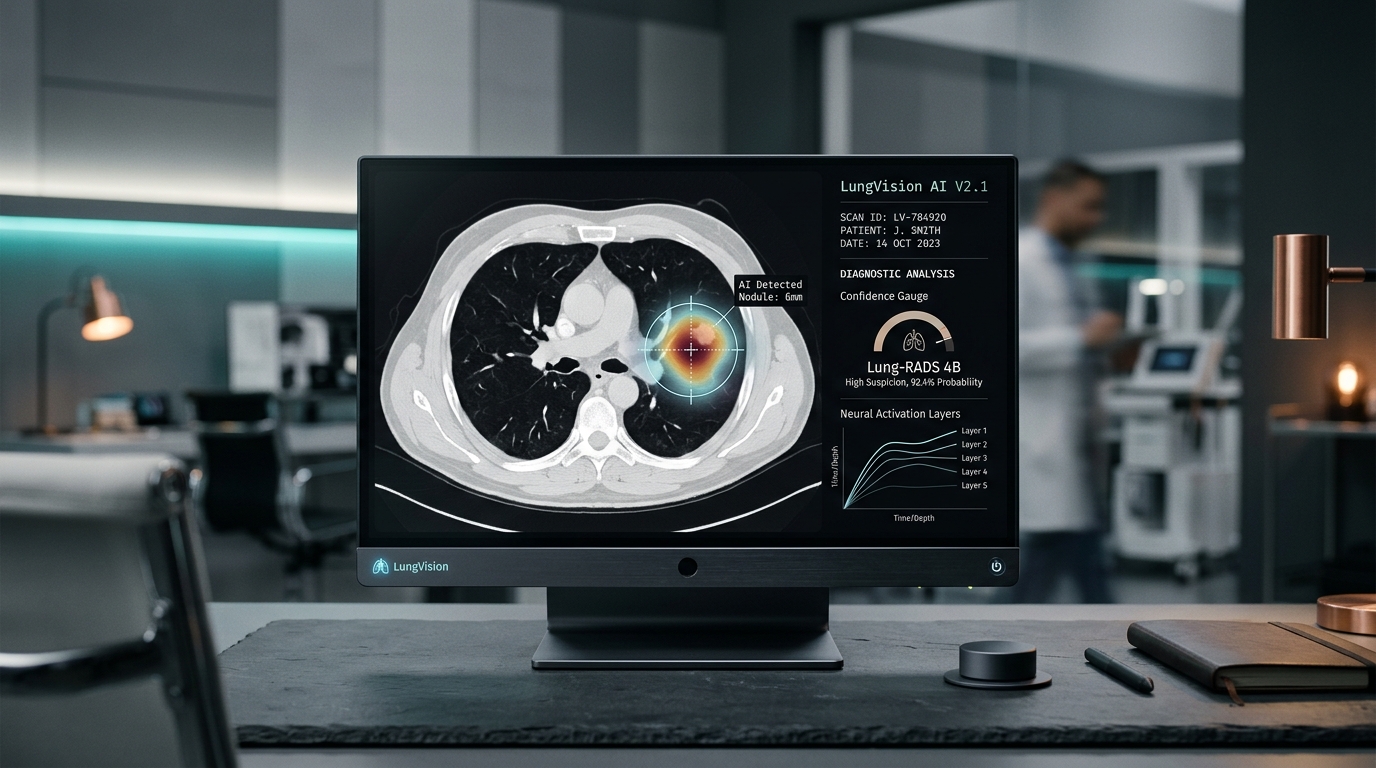 LungVision AI V2.1
SCAN ID: LV-784920
PATIENT: J. SN2TH
DATE: 14 OCT 2023
DIAGNOSTIC ANALYSIS
Confidence Gauge
Lung-RADS 4B
High Suspicion, 92.4% Probability
Neural Activation Layers
Layer 1
Layer 2
Layer 3
Layer 4
Layer 5
Time/Depth
AI Detected
Nodule: 6mm
LungVision